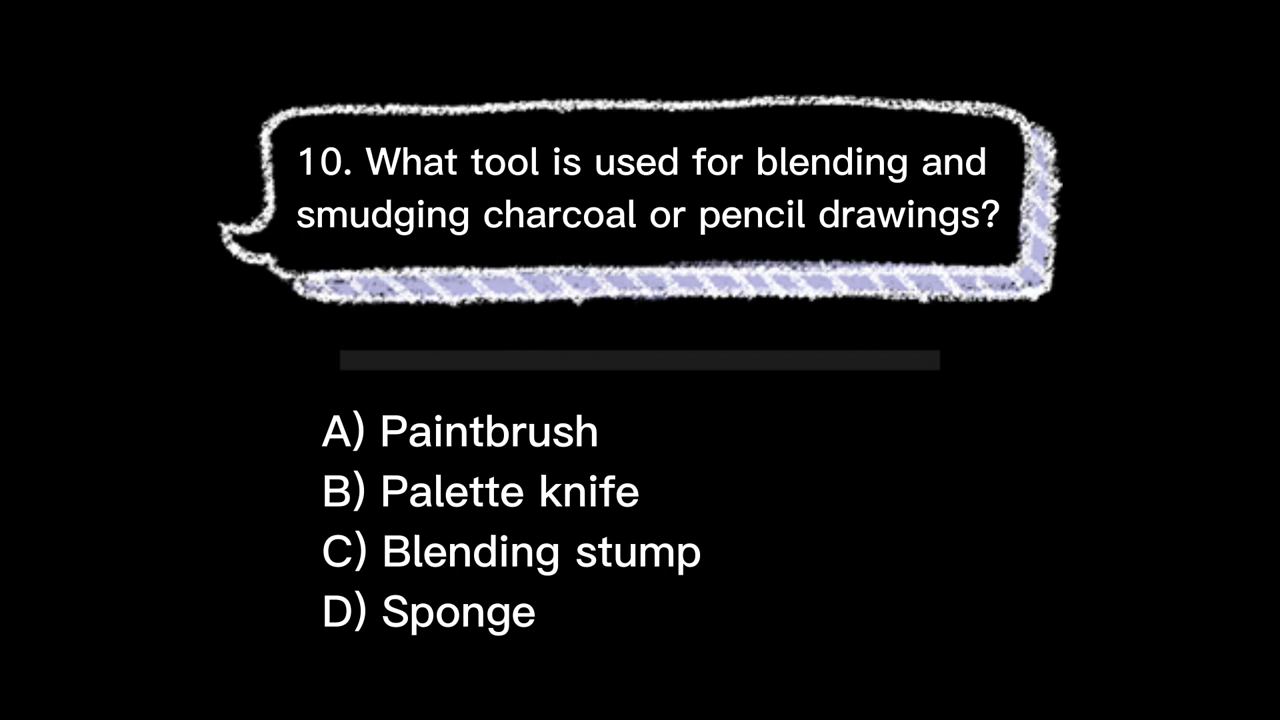 10. What tool is used for blending and
smudging charcoal or pencil drawings?
A) Paintbrush
B) Palette knife
C) Blending stump
D) Sponge